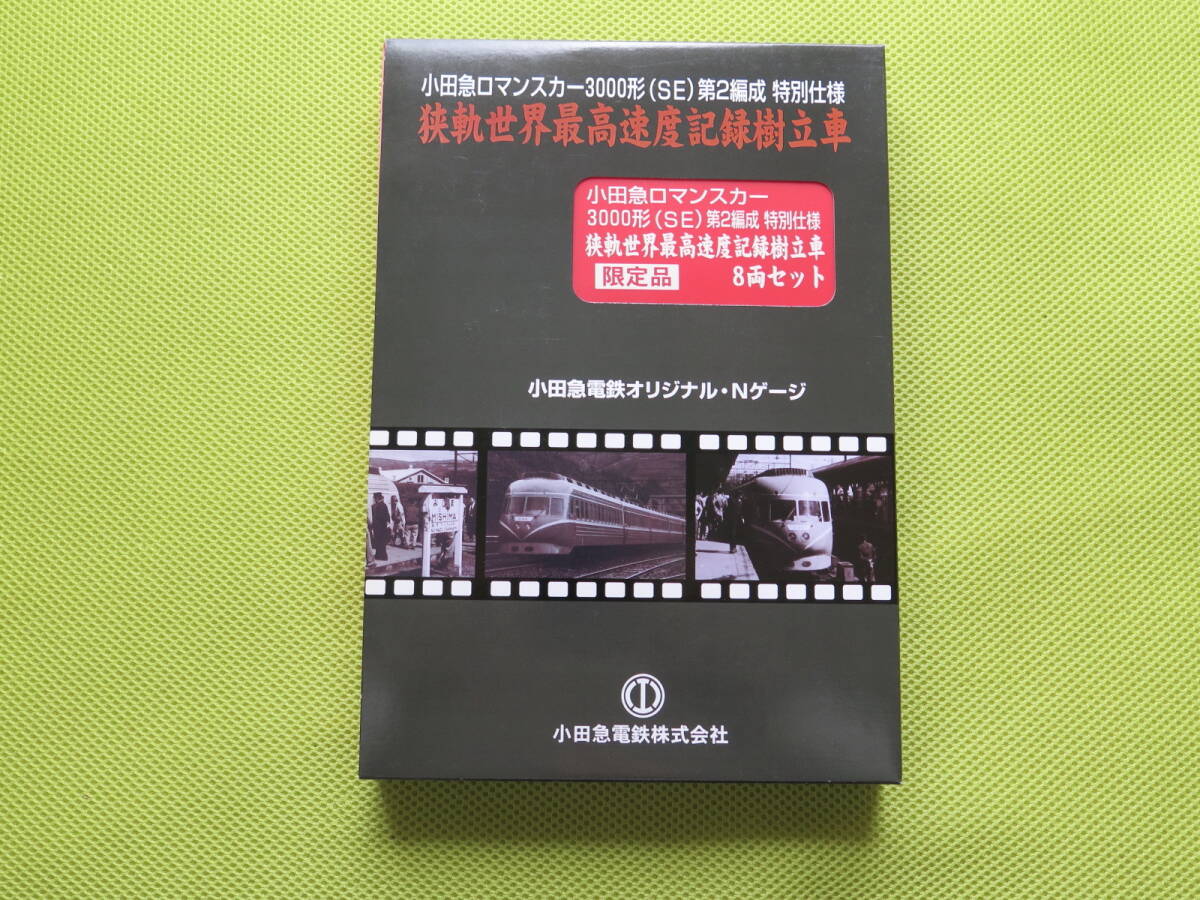 小田急ロマンスカー3000形(SE)第2編成 特別仕様
狭軌世界最高速度記録樹立車
小田急ロマンスカー
3000形(SE)第2編成 特別仕様
狭軌世界最高速度記録樹立車
限定品 8両セット
小田急電鉄オリジナル・Nゲージ
MISHIMA
小田急電鉄株式会社